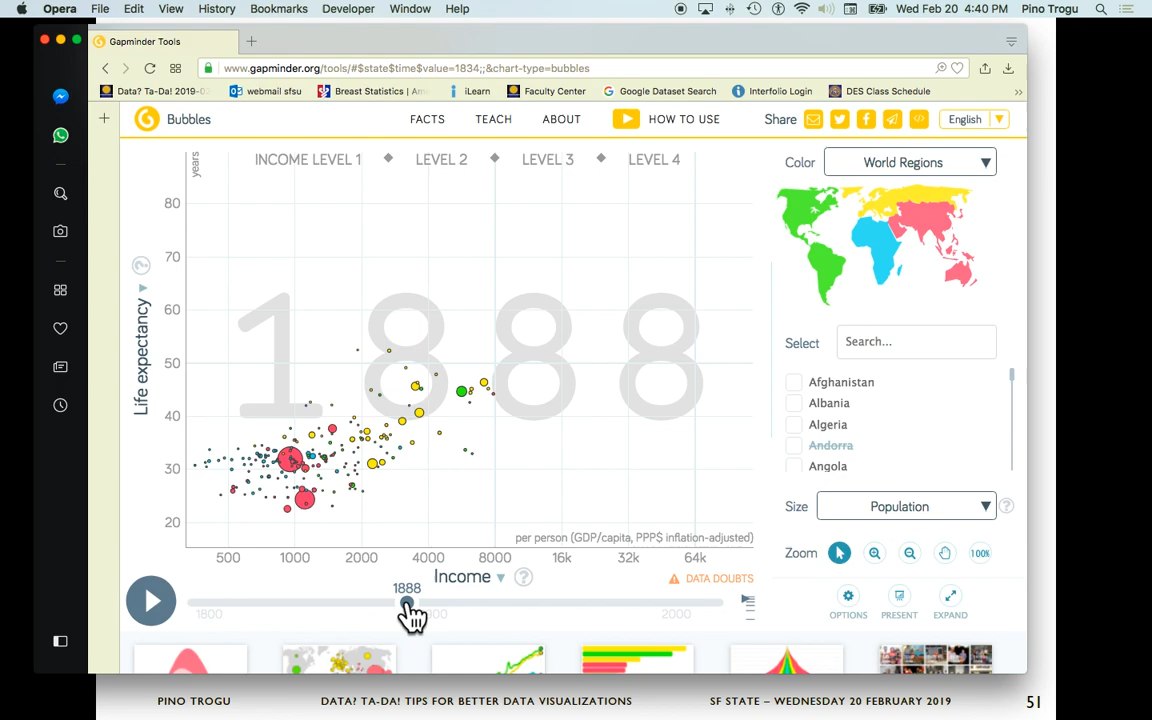 Opera File Edit View History Bookmarks Developer Window Help Wed Feb 20 4:40 PM Pino Trogu
Gapminder Tools
www.gapminder.org/tools/#$state$time$value=1834;;&chart-type=bubbles
Data? Ta-Da! 2019-0 webmail sfsu Breast Statistics | Am iLearn Faculty Center Google Dataset Search Interfolio Login DES Class Schedule »
Bubbles FACTS TEACH ABOUT HOW TO USE Share English
years
INCOME LEVEL 1 LEVEL 2 LEVEL 3 LEVEL 4
Color World Regions
80
70
60
50
40
30
20
Life expectancy ?
1888
Select Search...
Afghanistan
Albania
Algeria
Andorra
Angola
Size Population ?
per person (GDP/capita, PPP$ inflation-adjusted)
500 1000 2000 4000 8000 16k 32k 64k
Zoom 100%
Income ?
DATA DOUBTS
1888
1800 900 2000
OPTIONS PRESENT EXPAND
PINO TROGU DATA? TA-DA! TIPS FOR BETTER DATA VISUALIZATIONS SF STATE – WEDNESDAY 20 FEBRUARY 2019 51